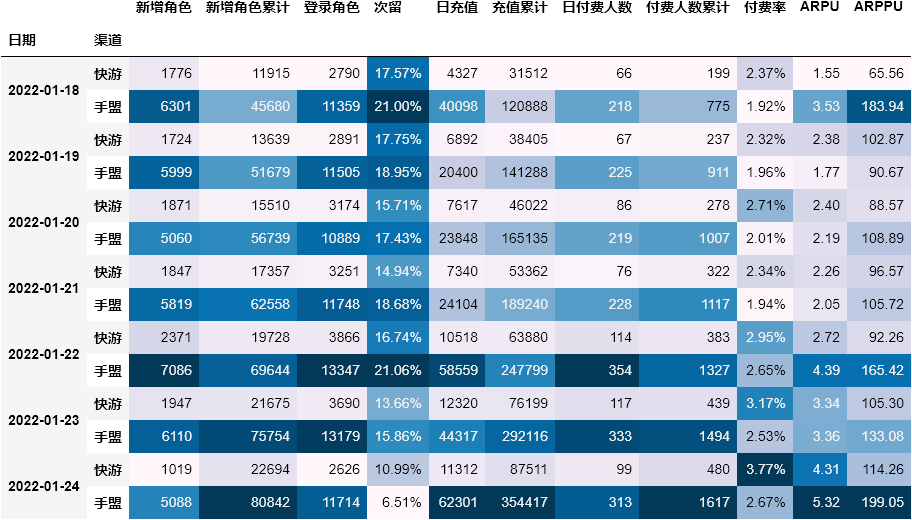 新增角色 新增角色累计 登录角色 次留 日充值 充值累计 日付费人数 付费人数累计 付费率 ARPU ARPPU
日期 渠道
2022-01-18 快游 1776 11915 2790 17.57% 4327 31512 66 199 2.37% 1.55 65.56
手盟 6301 45680 11359 21.00% 40098 120888 218 775 1.92% 3.53 183.94
2022-01-19 快游 1724 13639 2891 17.75% 6892 38405 67 237 2.32% 2.38 102.87
手盟 5999 51679 11505 18.95% 20400 141288 225 911 1.96% 1.77 90.67
2022-01-20 快游 1871 15510 3174 15.71% 7617 46022 86 278 2.71% 2.40 88.57
手盟 5060 56739 10889 17.43% 23848 165135 219 1007 2.01% 2.19 108.89
2022-01-21 快游 1847 17357 3251 14.94% 7340 53362 76 322 2.34% 2.26 96.57
手盟 5819 62558 11748 18.68% 24104 189240 228 1117 1.94% 2.05 105.72
2022-01-22 快游 2371 19728 3866 16.74% 10518 63880 114 383 2.95% 2.72 92.26
手盟 7086 69644 13347 21.06% 58559 247799 354 1327 2.65% 4.39 165.42
2022-01-23 快游 1947 21675 3690 13.66% 12320 76199 117 439 3.17% 3.34 105.30
手盟 6110 75754 13179 15.86% 44317 292116 333 1494 2.53% 3.36 133.08
2022-01-24 快游 1019 22694 2626 10.99% 11312 87511 99 480 3.77% 4.31 114.26
手盟 5088 80842 11714 6.51% 62301 354417 313 1617 2.67% 5.32 199.05